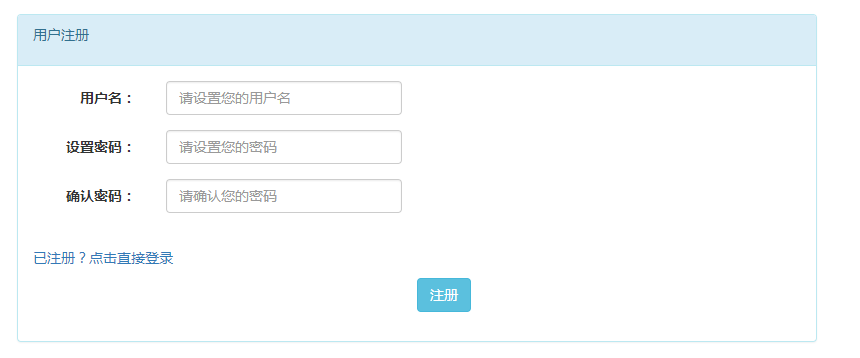 用户注册
用户名： 请设置您的用户名
设置密码： 请设置您的密码
确认密码： 请确认您的密码
已注册？点击直接登录
注册